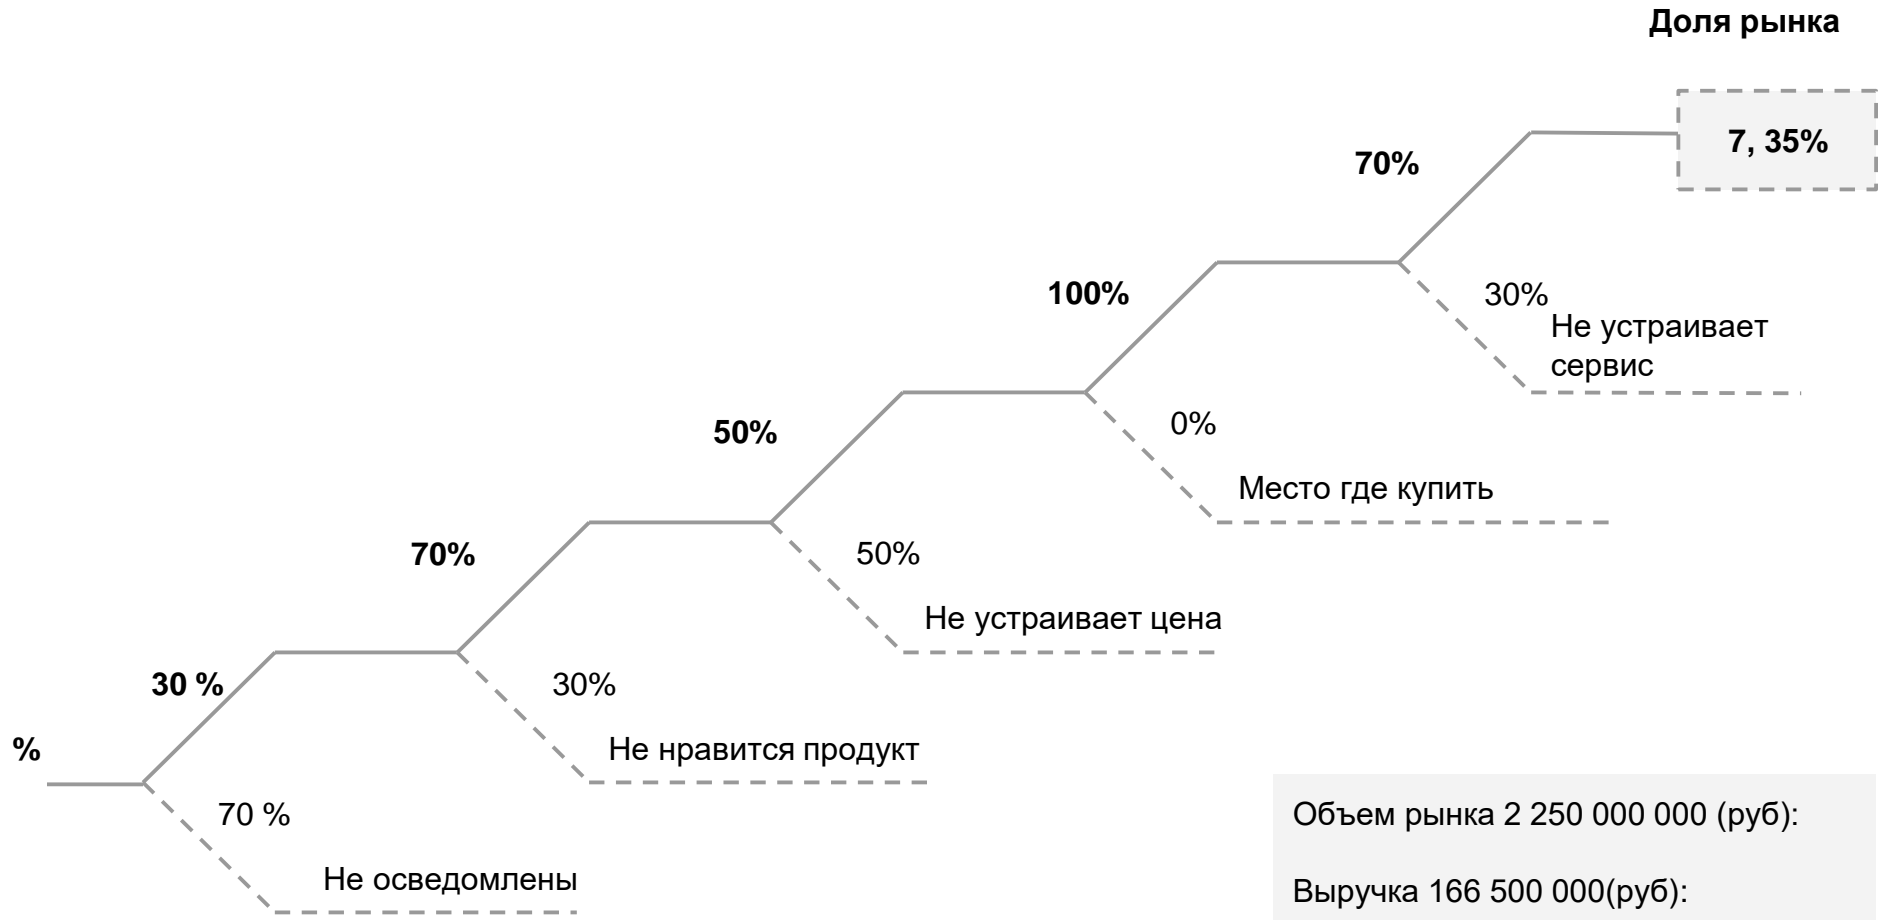 Доля рынка
7, 35%
70%
30%
Не устраивает
сервис
100%
0%
Место где купить
50%
50%
Не устраивает цена
70%
30%
Не нравится продукт
30 %
%
70 %
Не осведомлены
Объем рынка 2 250 000 000 (руб):
Выручка 166 500 000(руб):